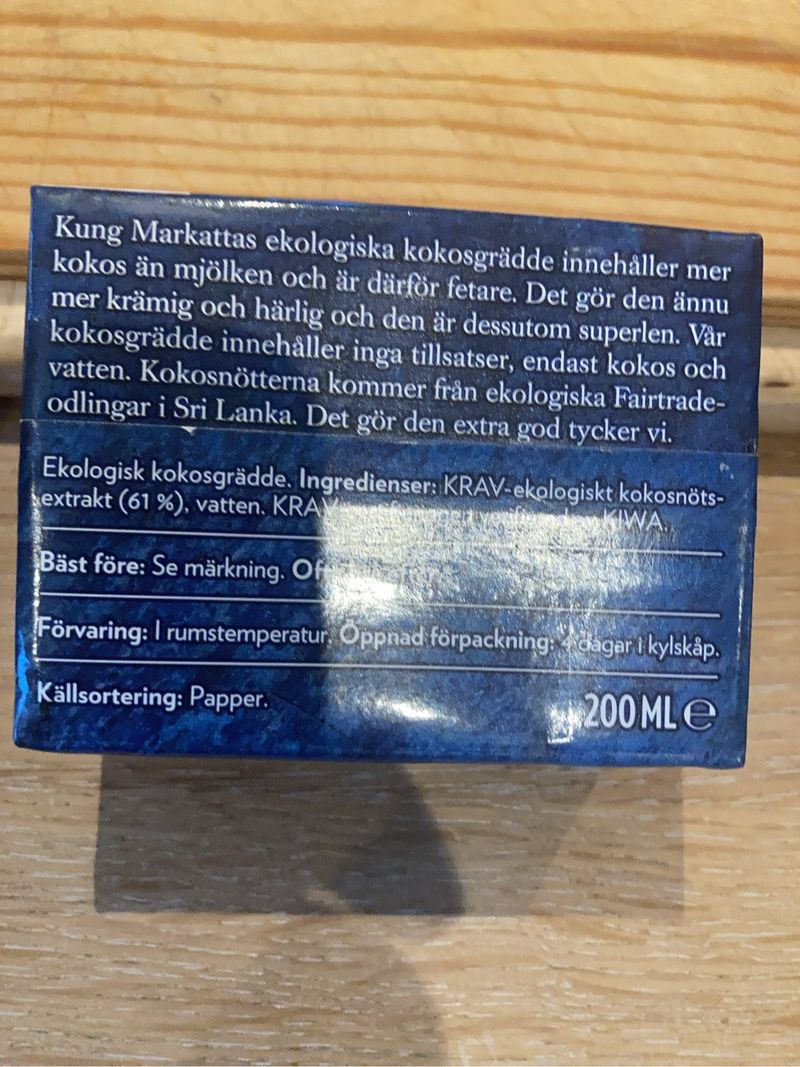 Kung Markattas ekologiska kokosgrädde innehåller mer
kokos än mjölken och är därför fetare. Det gör den ännu
mer krämig och härlig och den är dessutom superlen. Vår
kokosgrädde innehåller inga tillsatser, endast kokos och
vatten. Kokosnötterna kommer från ekologiska Fairtrade-
odlingar i Sri Lanka. Det gör den extra god tycker vi.
Ekologisk kokosgrädde. Ingredienser: KRAV-ekologiskt kokosnöts-
extrakt (61 %), vatten. KIWA.
Bäst före: Se märkning.
Förvaring: I rumstemperatur. Öppnad förpackning: 4 dagar i kylskåp.
Källsortering: Papper.
200 ML ℮